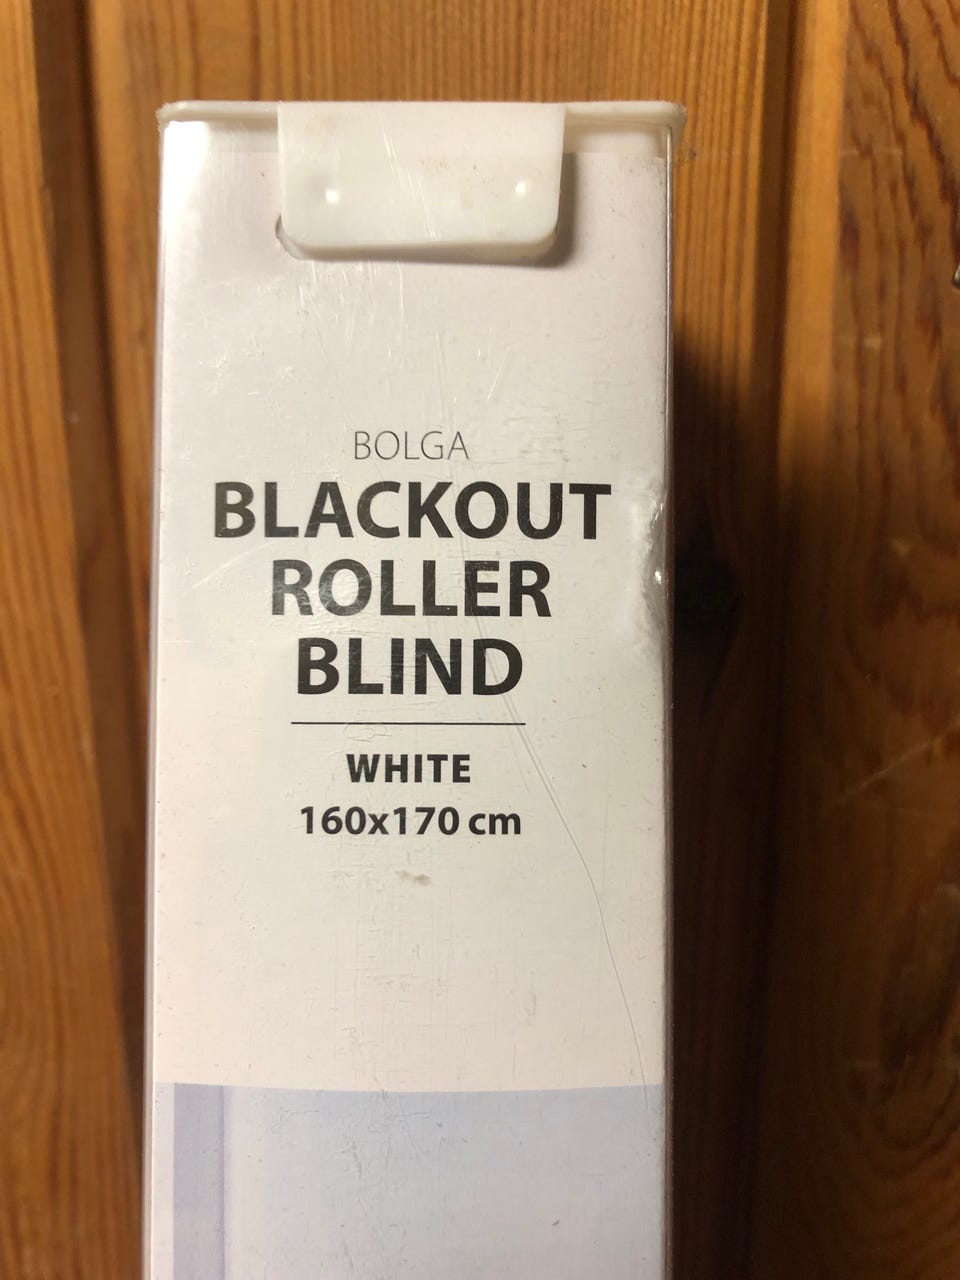 BOLGA
BLACKOUT
ROLLER
BLIND
WHITE
160x170 cm